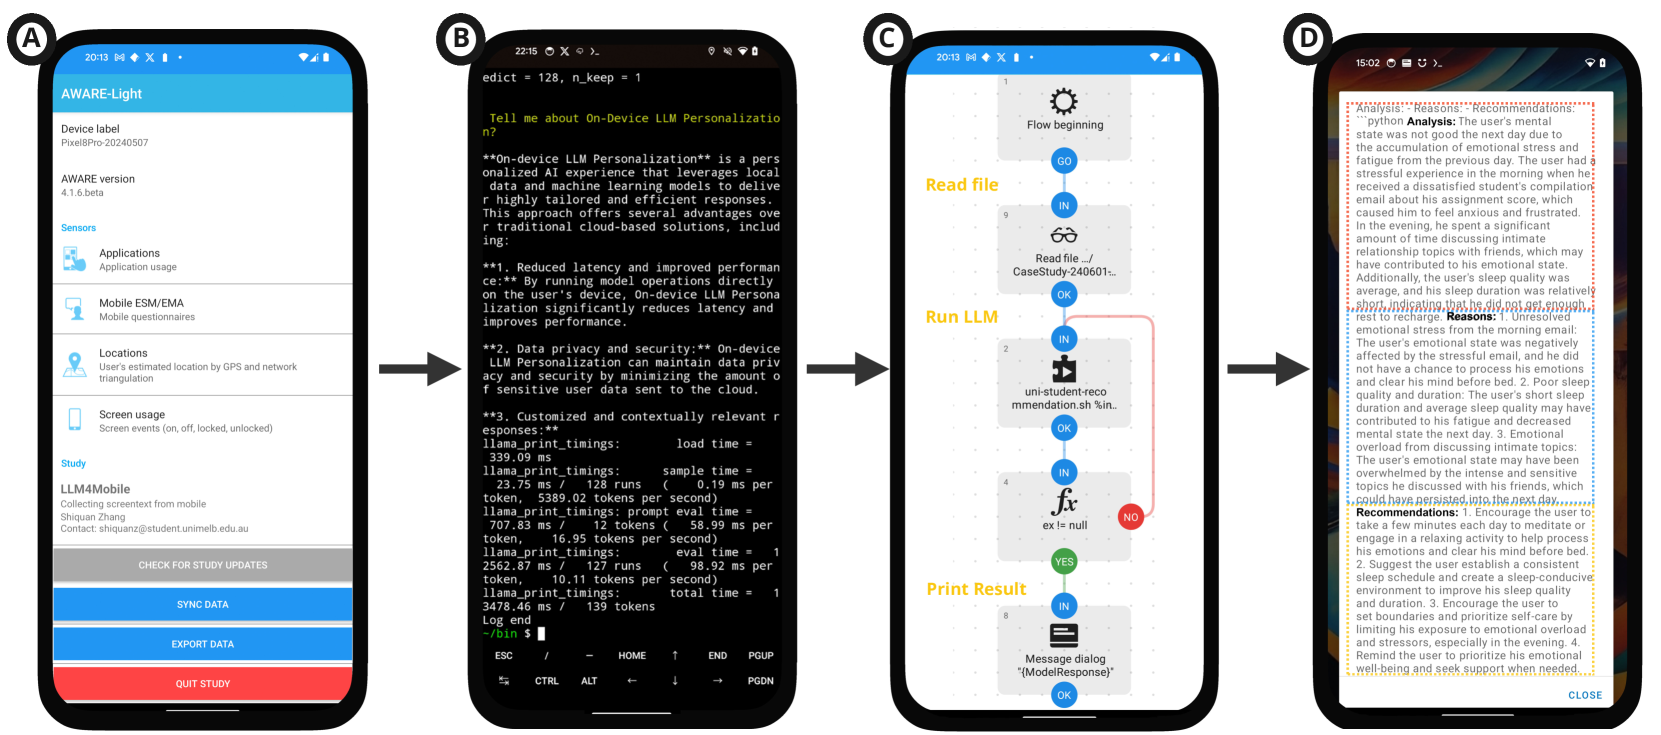 A
20:13
AWARE-Light
Device label
Pixel8Pro-20240507
AWARE version
4.1.6.beta
Sensors
Applications
Application usage
Mobile ESM/EMA
Mobile questionnaires
Locations
User's estimated location by GPS and network
triangulation
Screen usage
Screen events (on, off, locked, unlocked)
Study
LLM4Mobile
Collecting screentext from mobile
Shiquan Zhang
Contact: shiquanz@student.unimelb.edu.au
CHECK FOR STUDY UPDATES
SYNC DATA
EXPORT DATA
QUIT STUDY
B
22:15
edict = 128, n_keep = 1
Tell me about On-Device LLM Personalizatio
n?
**On-device LLM Personalization** is a pers
onalized AI experience that leverages local
data and machine learning models to delive
r highly tailored and efficient responses.
This approach offers several advantages ove
r traditional cloud-based solutions, includ
ing:
**1. Reduced latency and improved performan
ce:** By running model operations directly
on the user's device, On-device LLM Persona
lization significantly reduces latency and
improves performance.
**2. Data privacy and security:** On-device
LLM Personalization can maintain data priv
acy and security by minimizing the amount o
f sensitive user data sent to the cloud.
**3. Customized and contextually relevant r
esponses:**
llama_print_timings: load time =
339.09 ms
llama_print_timings: sample time =
23.75 ms / 128 runs ( 0.19 ms per
token, 5389.02 tokens per second)
llama_print_timings: prompt eval time =
707.83 ms / 12 tokens ( 58.99 ms per
token, 16.95 tokens per second)
llama_print_timings: eval time = 1
2562.87 ms / 127 runs ( 98.92 ms per
token, 10.11 tokens per second)
llama_print_timings: total time = 1
3478.46 ms / 139 tokens
Log end
~/bin $
ESC / – HOME ↑ END PGUP
↹ CTRL ALT ← ↓ → PGDN
C
20:13
1
Flow beginning
GO
Read file
IN
9
Read file .../
CaseStudy-240601-..
OK
Run LLM
IN
2
uni-student-reco
mmendation.sh %in..
OK
IN
4
fx
ex != null
NO
YES
Print Result
IN
8
Message dialog
"{ModelResponse}"
OK
D
15:02
Analysis: - Reasons: - Recommendations:
```python Analysis: The user's mental
state was not good the next day due to
the accumulation of emotional stress and
fatigue from the previous day. The user had a
stressful experience in the morning when he
received a dissatisfied student's compilation
email about his assignment score, which
caused him to feel anxious and frustrated.
In the evening, he spent a significant
amount of time discussing intimate
relationship topics with friends, which may
have contributed to his emotional state.
Additionally, the user's sleep quality was
average, and his sleep duration was relatively
short, indicating that he did not get enough
rest to recharge. Reasons: 1. Unresolved
emotional stress from the morning email:
The user's emotional state was negatively
affected by the stressful email, and he did
not have a chance to process his emotions
and clear his mind before bed. 2. Poor sleep
quality and duration: The user's short sleep
duration and average sleep quality may have
contributed to his fatigue and decreased
mental state the next day. 3. Emotional
overload from discussing intimate topics:
The user's emotional state may have been
overwhelmed by the intense and sensitive
topics he discussed with his friends, which
could have persisted into the next day.
Recommendations: 1. Encourage the user to
take a few minutes each day to meditate or
engage in a relaxing activity to help process
his emotions and clear his mind before bed.
2. Suggest the user establish a consistent
sleep schedule and create a sleep-conducive
environment to improve his sleep quality
and duration. 3. Encourage the user to
set boundaries and prioritize self-care by
limiting his exposure to emotional overload
and stressors, especially in the evening. 4.
Remind the user to prioritize his emotional
well-being and seek support when needed.
CLOSE